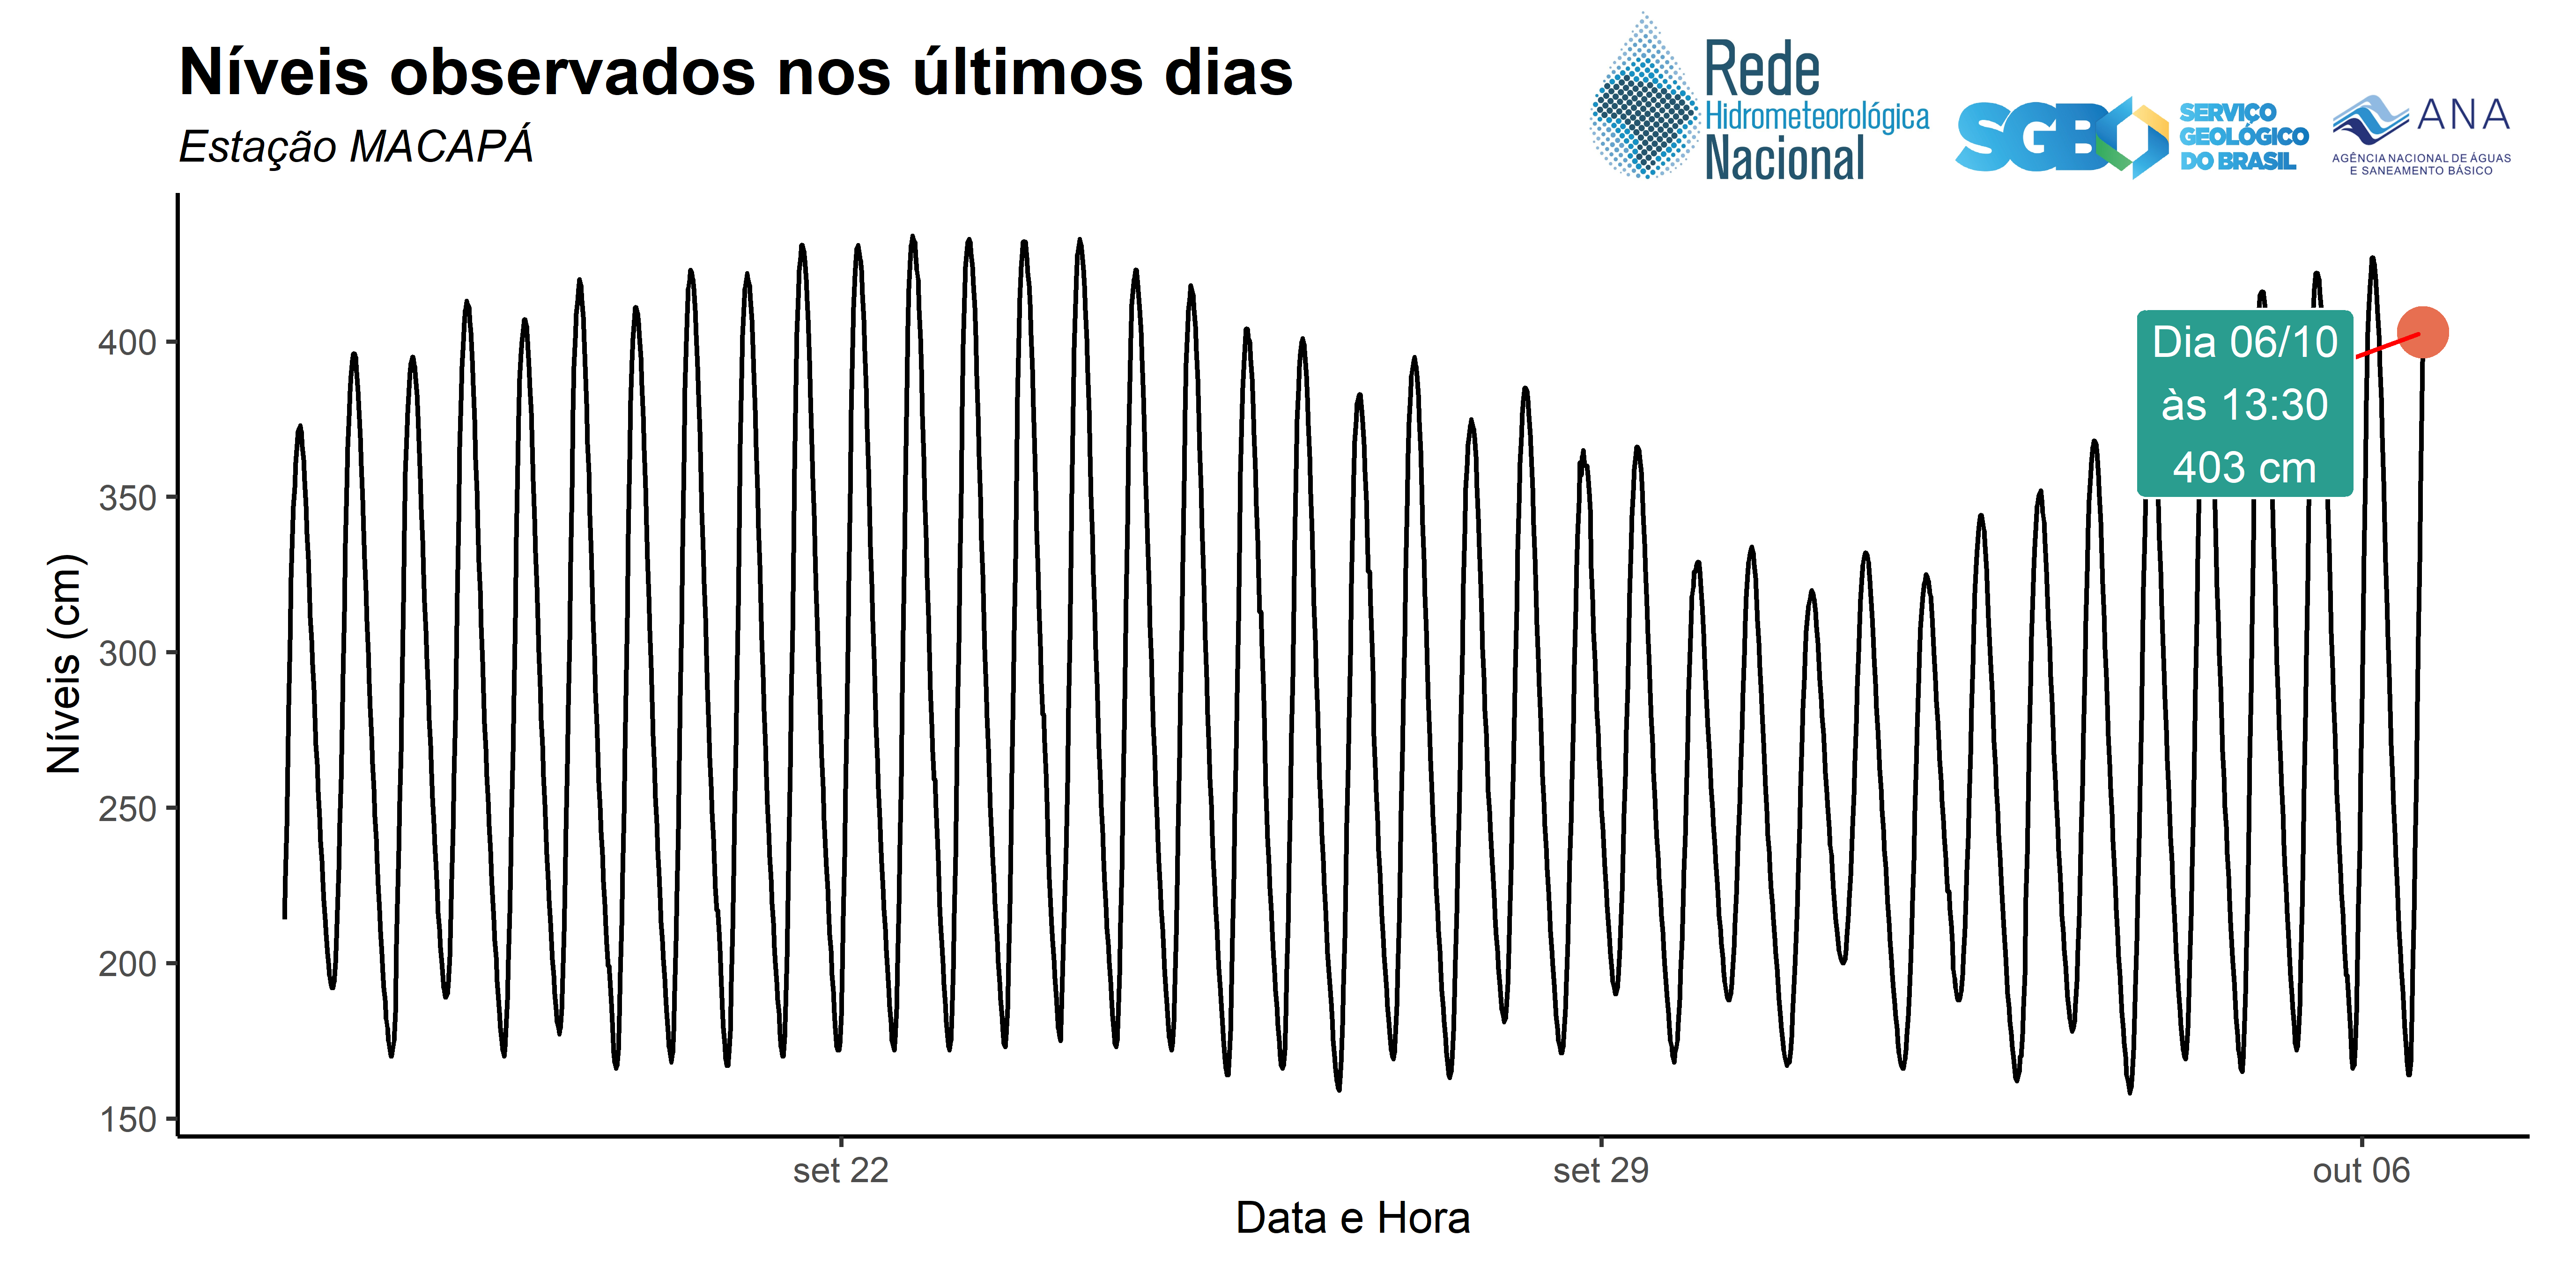 Níveis observados nos últimos dias
Estação MACAPÁ
Rede
Hidrometeorológica
Nacional
SGB
SERVIÇO
GEOLÓGICO
DO BRASIL
ANA
AGÊNCIA NACIONAL DE ÁGUAS
E SANEAMENTO BÁSICO
Níveis (cm)
400
350
300
250
200
150
Dia 06/10
às 13:30
403 cm
set 22
set 29
out 06
Data e Hora